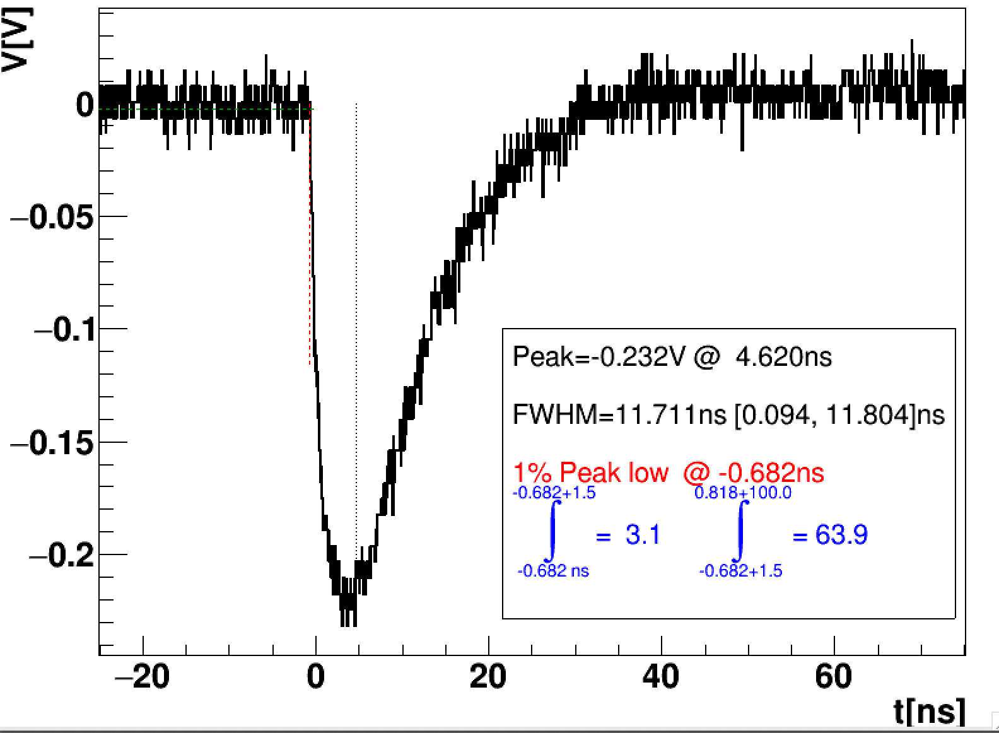 V[V]
0
−0.05
−0.1
−0.15
−0.2
Peak=-0.232V @ 4.620ns
FWHM=11.711ns [0.094, 11.804]ns
1% Peak low @ -0.682ns
-0.682+1.5 0.818+100.0
∫ = 3.1 ∫ = 63.9
-0.682 ns -0.682+1.5
−20 0 20 40 60
t[ns]